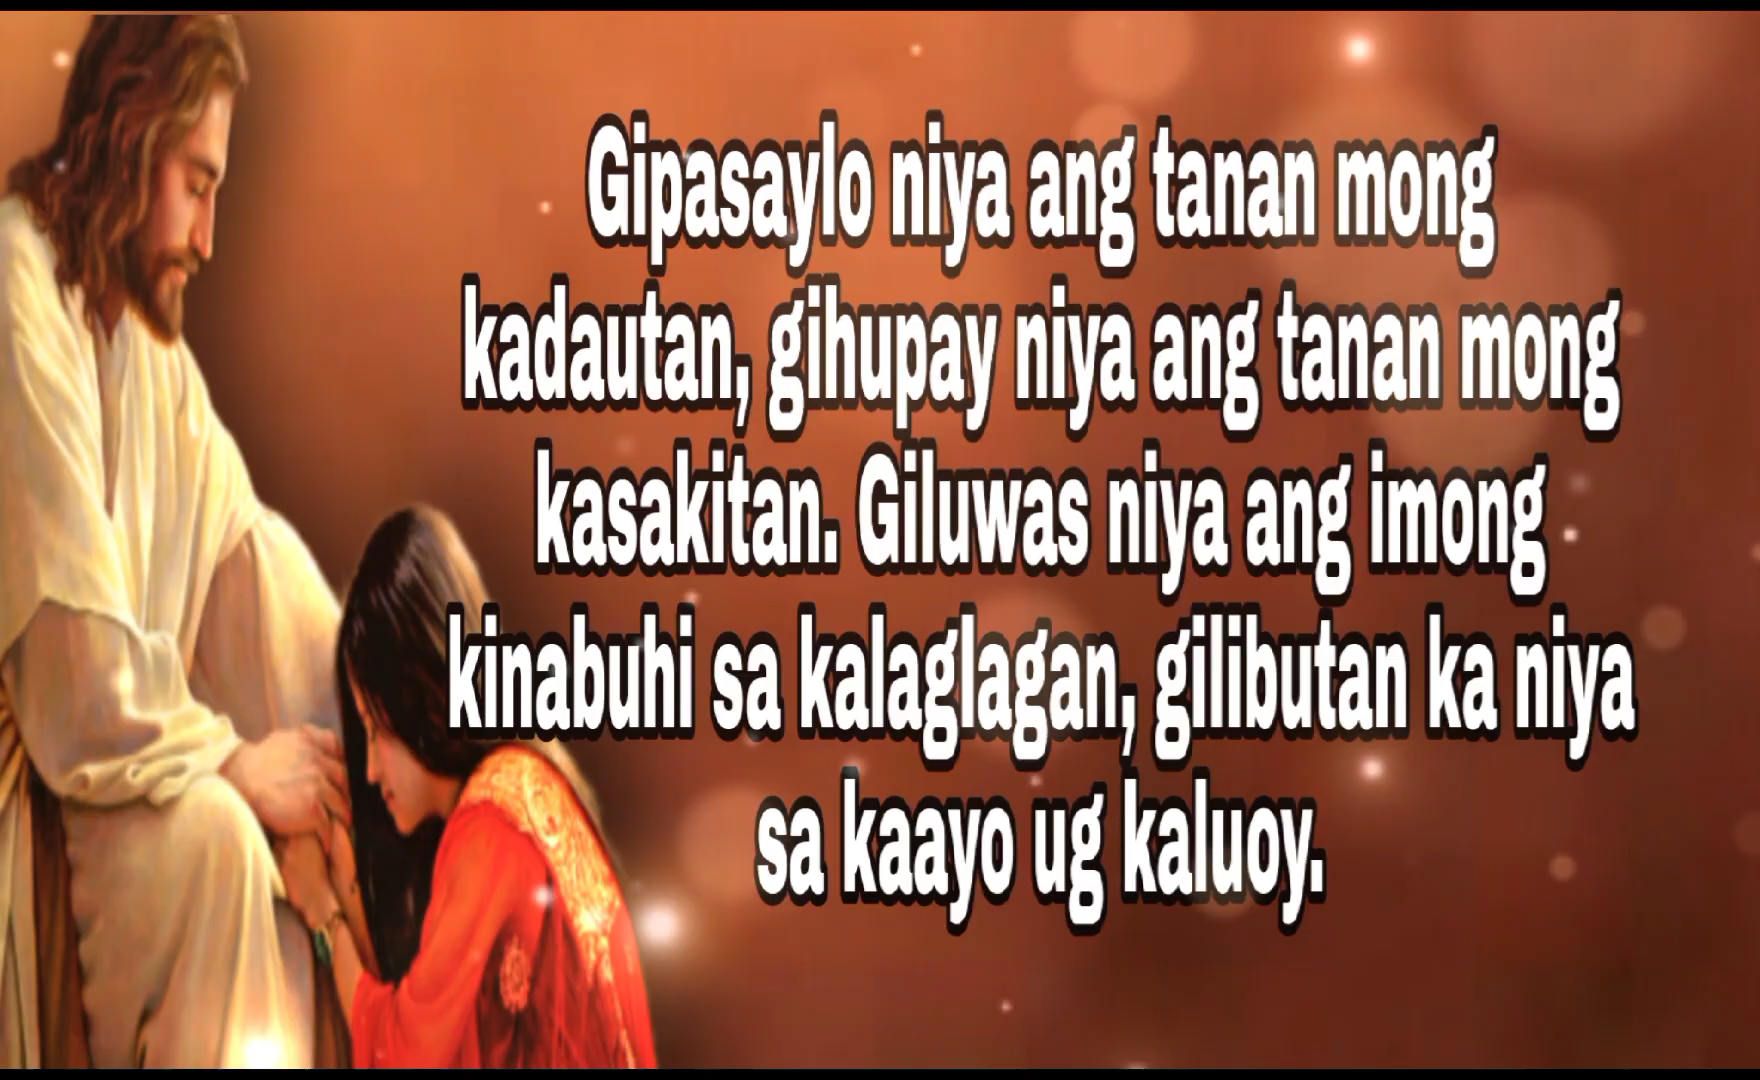 Gipasaylo niya ang tanan mong
kadautan, gihupay niya ang tanan mong
kasakitan. Giluwas niya ang imong
kinabuhi sa kalaglagan, gilibutan ka niya
sa kaayo ug kaluoy.